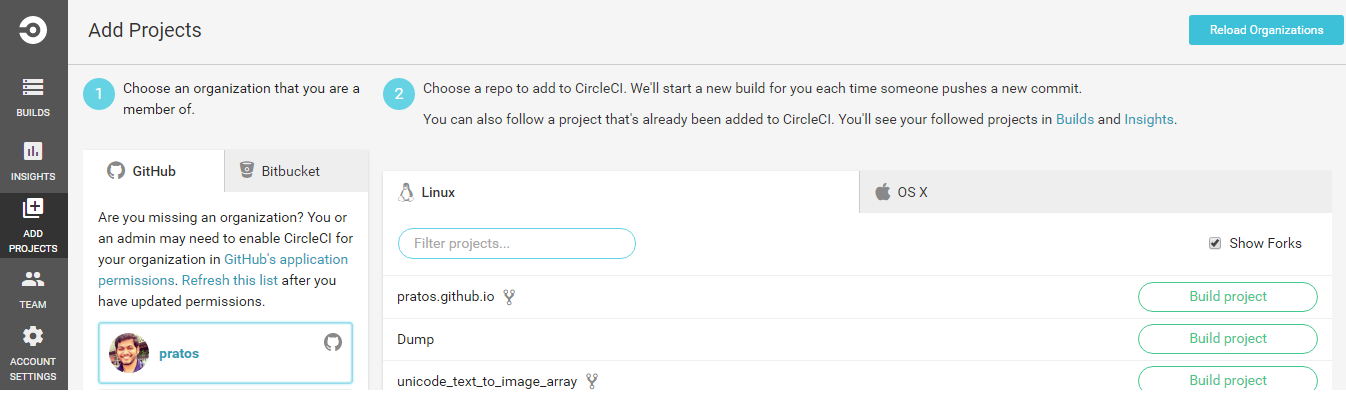 Add Projects
Reload Organizations
BUILDS
INSIGHTS
ADD
PROJECTS
TEAM
ACCOUNT
SETTINGS
1
Choose an organization that you are a
member of.
2
Choose a repo to add to CircleCI. We'll start a new build for you each time someone pushes a new commit.
You can also follow a project that's already been added to CircleCI. You'll see your followed projects in Builds and Insights.
GitHub
Bitbucket
Are you missing an organization? You or
an admin may need to enable CircleCI for
your organization in GitHub's application
permissions. Refresh this list after you
have updated permissions.
pratos
Linux
OS X
Filter projects...
Show Forks
pratos.github.io
Build project
Dump
Build project
unicode_text_to_image_array
Build project